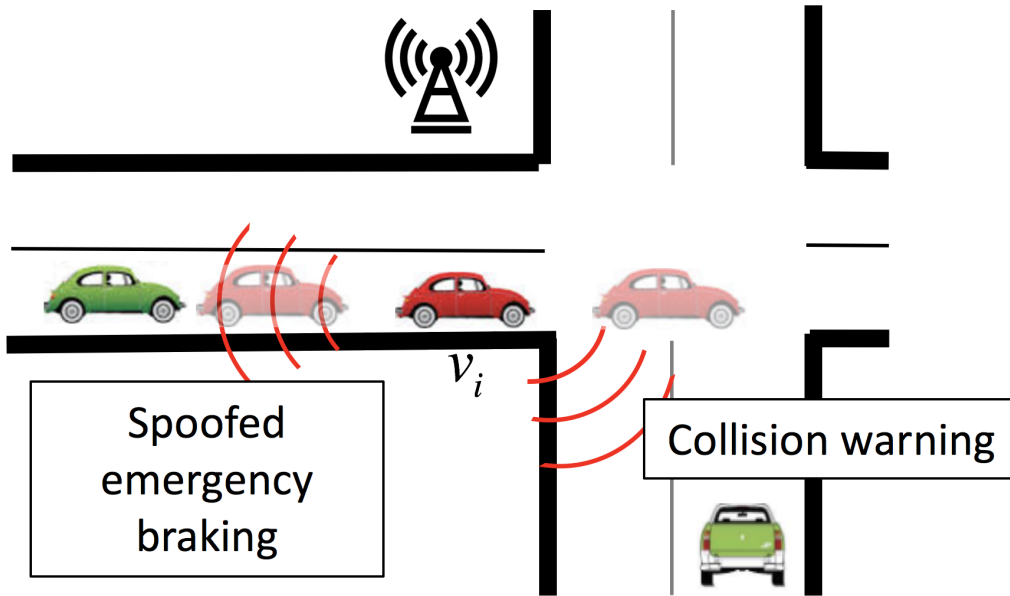 v_i
Spoofed
emergency
braking
Collision warning